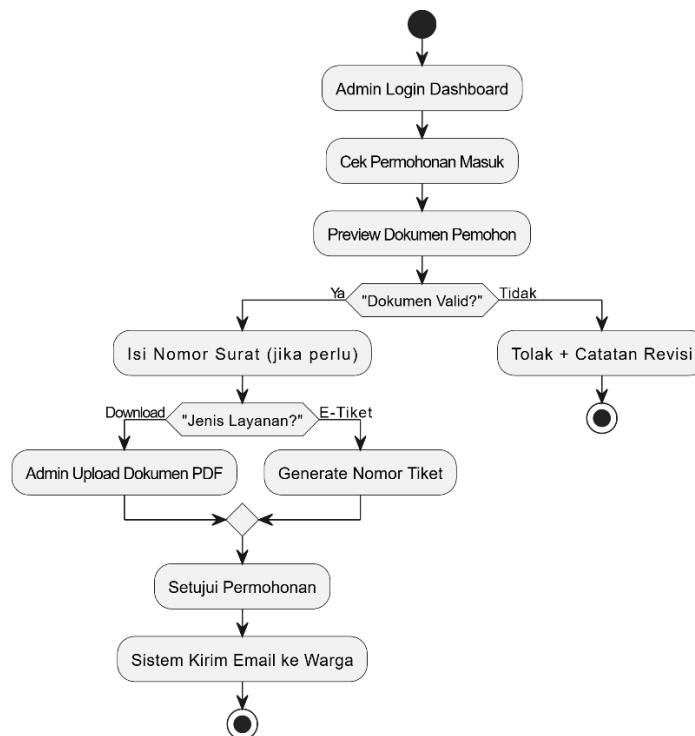 Admin Login Dashboard
Cek Permohonan Masuk
Preview Dokumen Pemohon
Ya
"Dokumen Valid?"
Tidak
Isi Nomor Surat (jika perlu)
Tolak + Catatan Revisi
Download
"Jenis Layanan?"
E-Tiket
Admin Upload Dokumen PDF
Generate Nomor Tiket
Setujui Permohonan
Sistem Kirim Email ke Warga